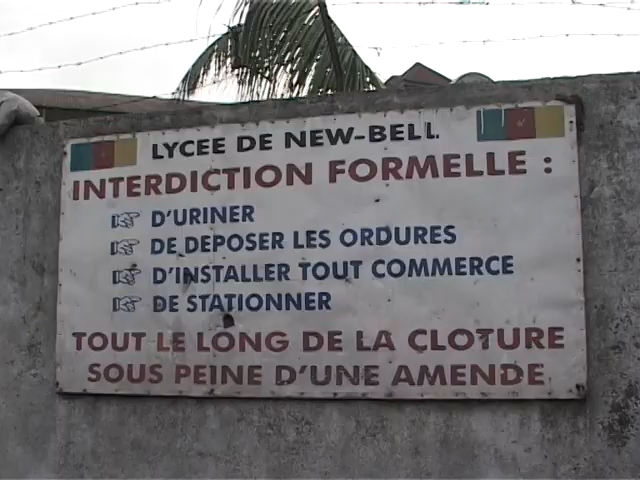 LYCEE DE NEW-BELL
INTERDICTION FORMELLE :
D'URINER
DE DEPOSER LES ORDURES
D'INSTALLER TOUT COMMERCE
DE STATIONNER
TOUT LE LONG DE LA CLOTURE
SOUS PEINE D'UNE AMENDE